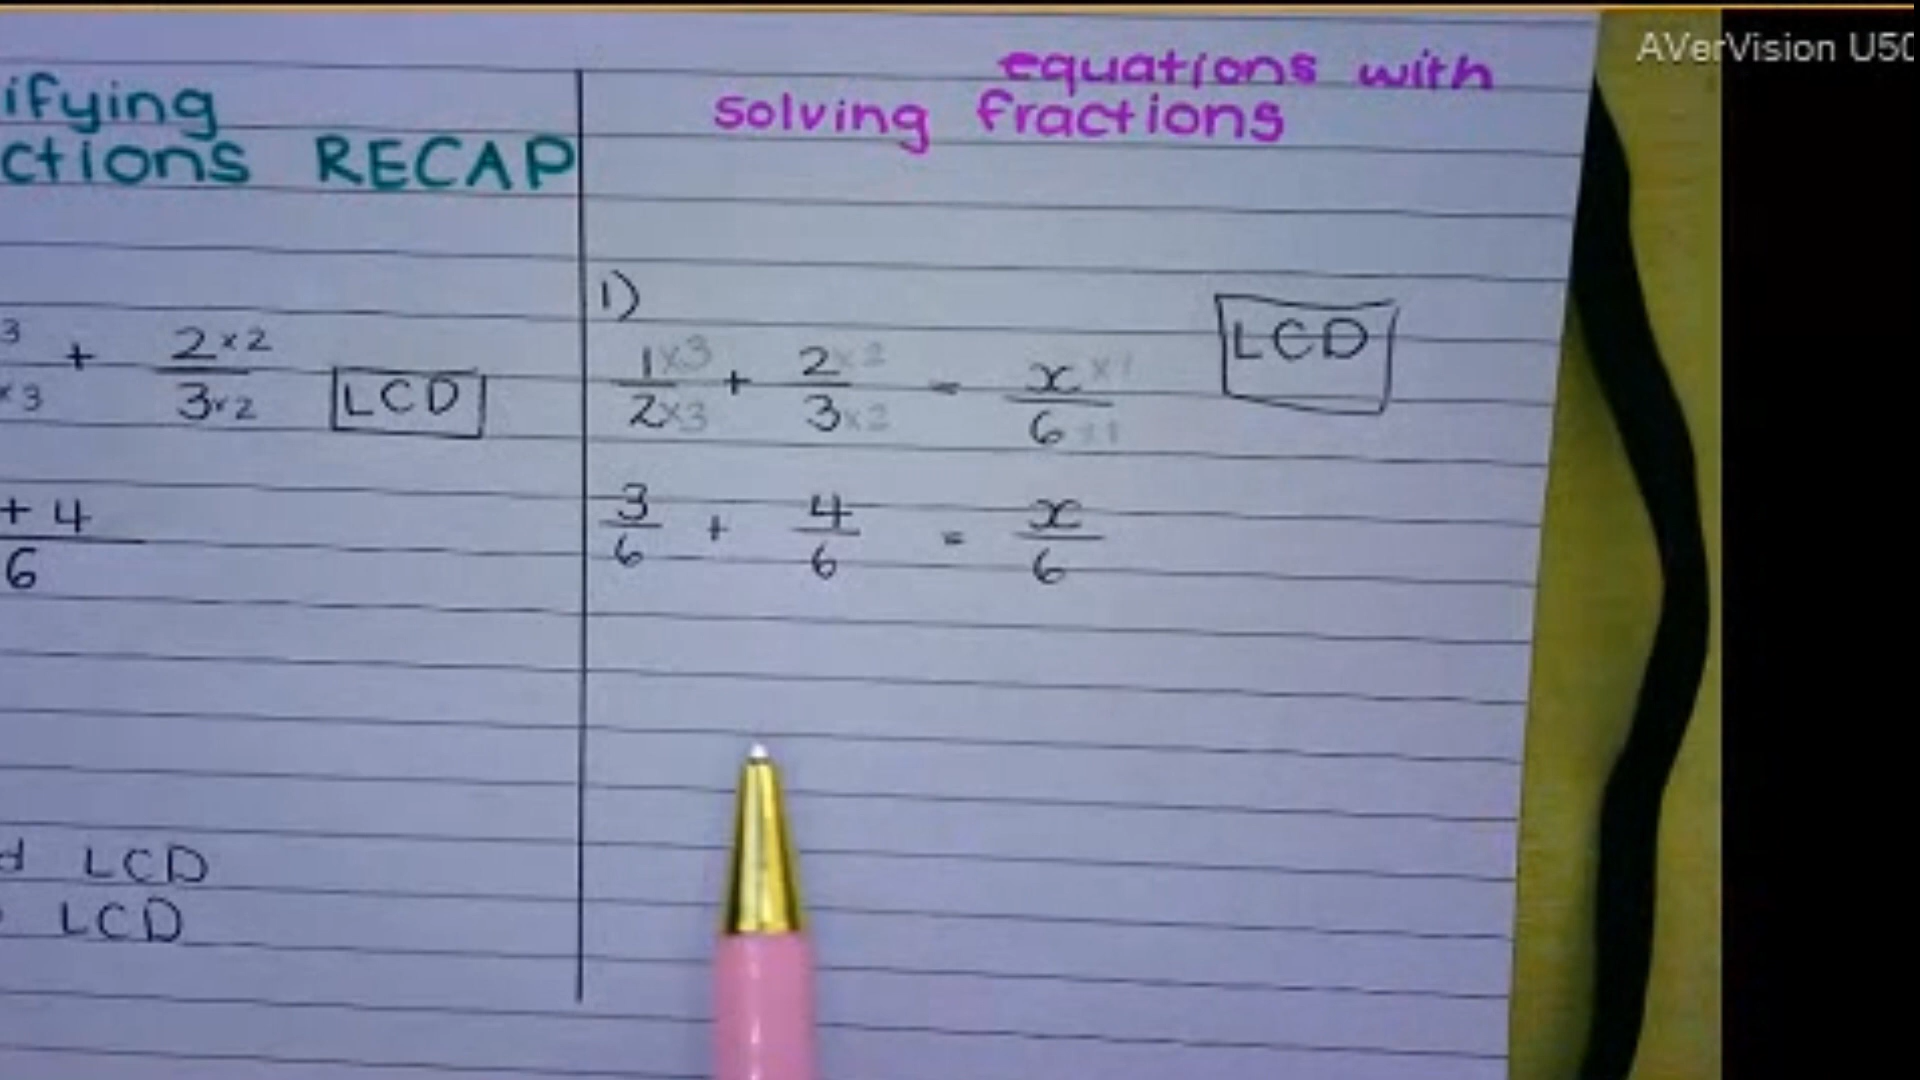 AVerVision U50
ifying
ctions RECAP
3 + 2×2
×3 3×2 LCD
+ 4
6
d LCD
LCD
equations with
solving fractions
1)
1×3 + 2×2 = x×1 LCD
2×3 3×2 6×1
3 + 4 = x
6 6 6